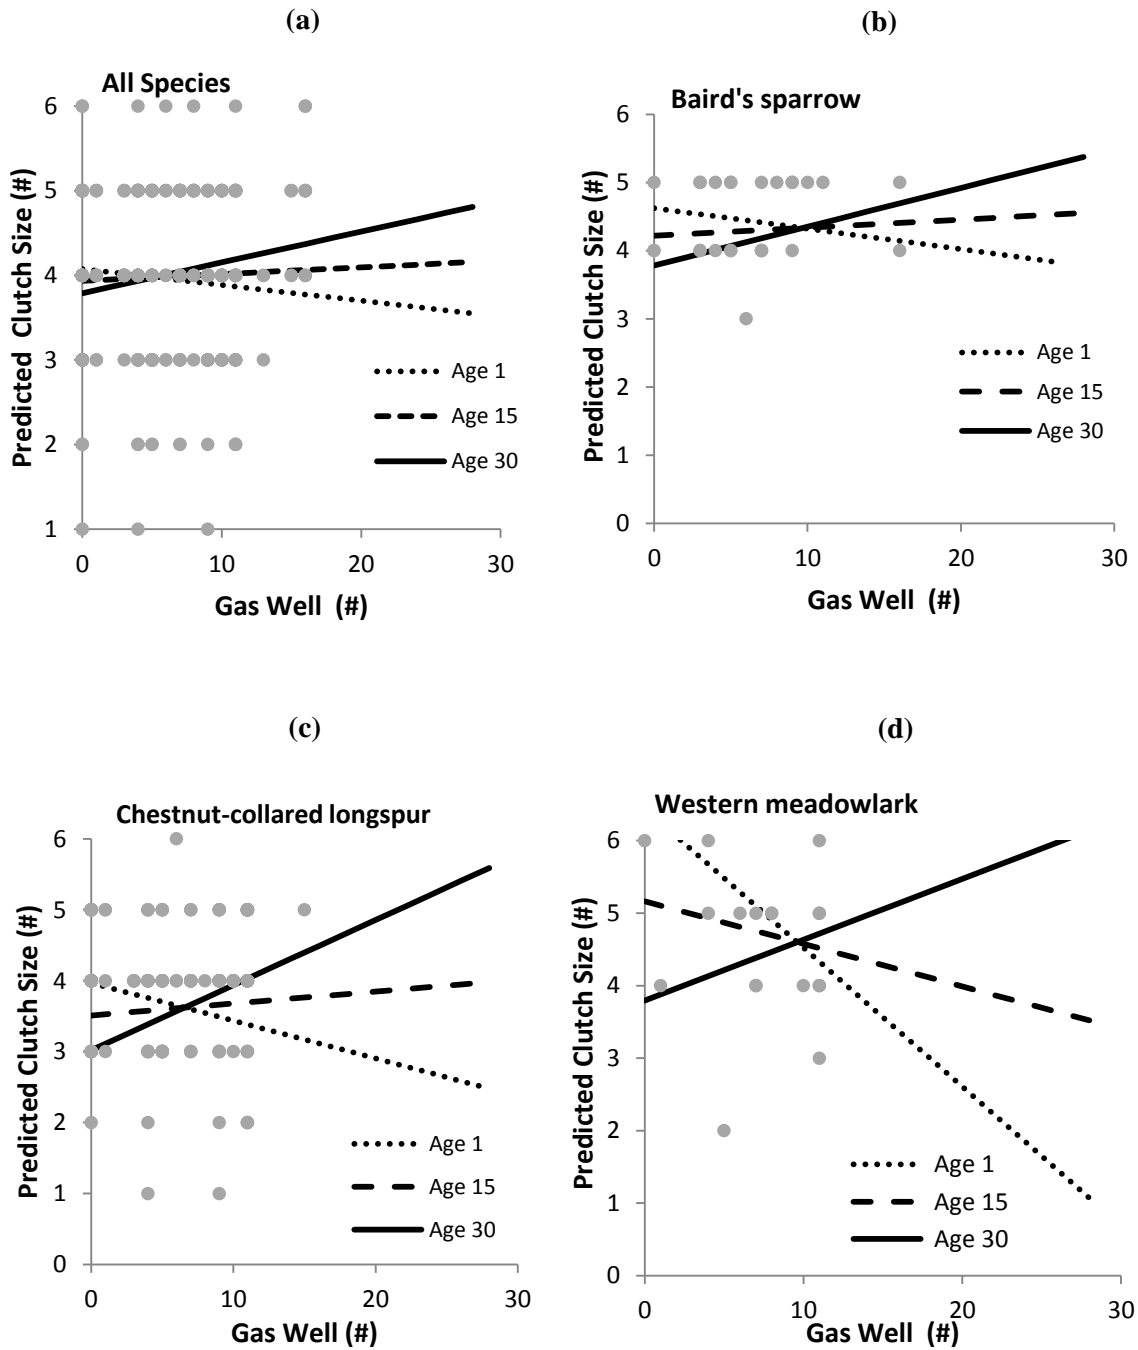 (a)
All Species
Predicted  Clutch Size (#)
6
5
4
3
2
1
0
10
20
30
Gas Well  (#)
Age 1
Age 15
Age 30
(b)
Baird's sparrow
Predicted Clutch Size (#)
6
5
4
3
2
1
0
0
10
20
30
Gas Well  (#)
Age 1
Age 15
Age 30
(c)
Chestnut-collared longspur
Predicted Clutch Size (#)
6
5
4
3
2
1
0
0
10
20
30
Gas Well (#)
Age 1
Age 15
Age 30
(d)
Western meadowlark
Predicted Clutch Size (#)
6
5
4
3
2
1
0
0
10
20
30
Gas Well  (#)
Age 1
Age 15
Age 30